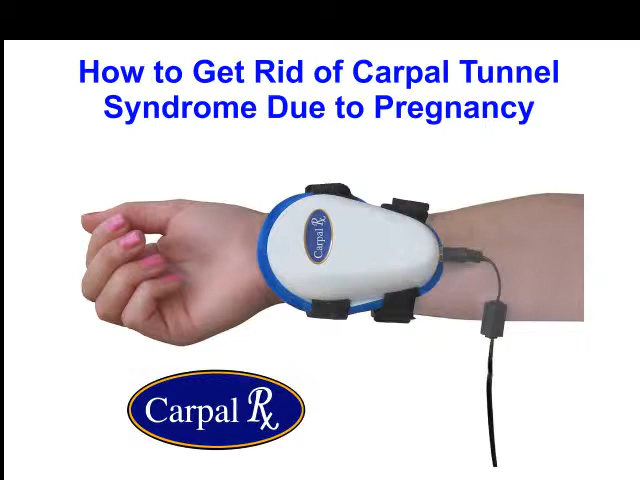 How to Get Rid of Carpal Tunnel
Syndrome Due to Pregnancy
Carpal Rx
Carpal Rx